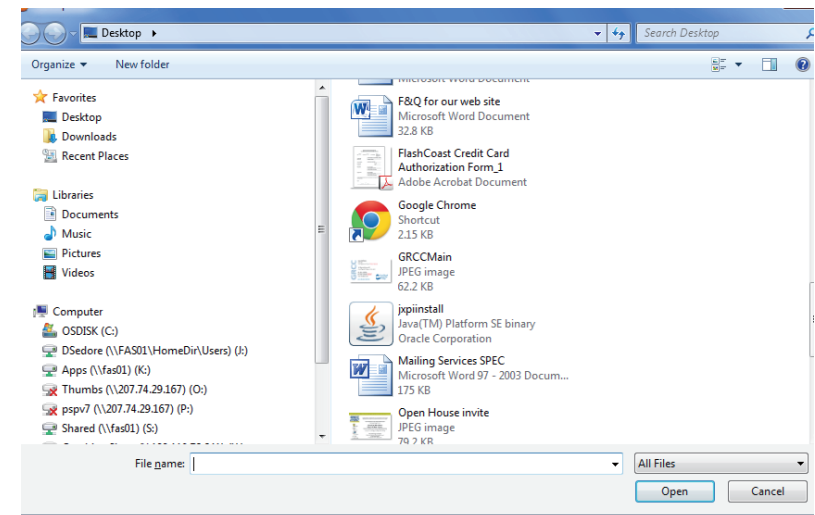 Desktop
Search Desktop
Organize
New folder
Favorites
Desktop
Downloads
Recent Places
Libraries
Documents
Music
Pictures
Videos
Computer
OSDISK (C:)
DSedore (\\FAS01\HomeDir\Users) (J:)
Apps (\\fas01) (K:)
Thumbs (\\207.74.29.167) (O:)
pspv7 (\\207.74.29.167) (P:)
Shared (\\fas01) (S:)
Microsoft Word Document
F&Q for our web site
Microsoft Word Document
32.8 KB
FlashCoast Credit Card
Authorization Form_1
Adobe Acrobat Document
Google Chrome
Shortcut
2.15 KB
GRCCMain
JPEG image
62.2 KB
jxpiinstall
Java(TM) Platform SE binary
Oracle Corporation
Mailing Services SPEC
Microsoft Word 97 - 2003 Docum...
175 KB
Open House invite
JPEG image
79.2 KB
File name:
All Files
Open
Cancel